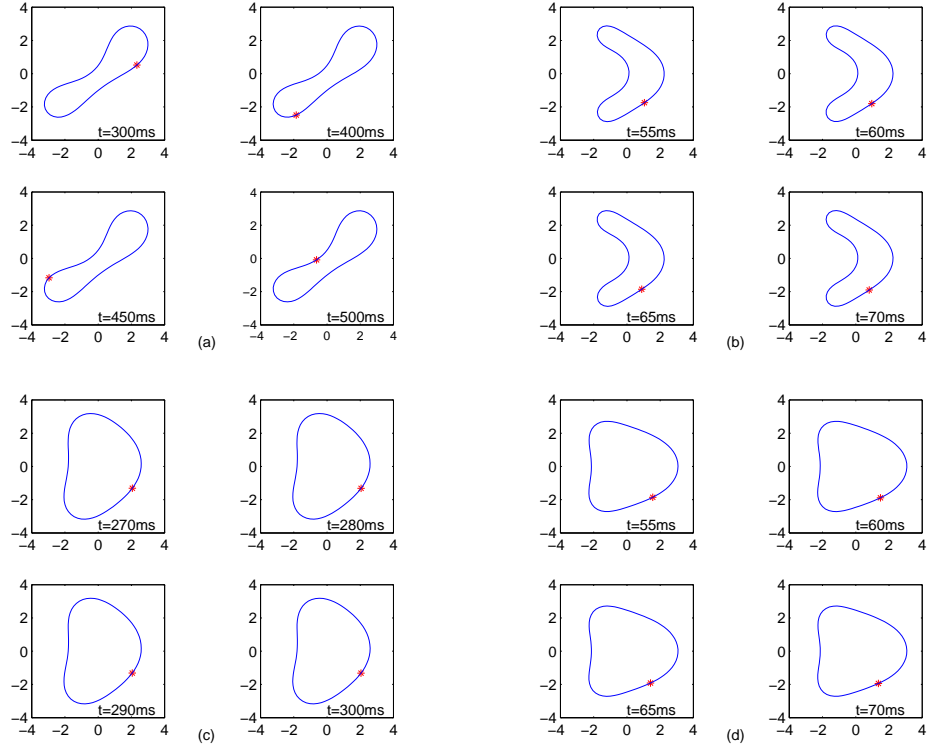 4 4 4 4
2 2 2 2
0 0 0 0
−2 −2 −2 −2
t=300ms t=400ms t=55ms t=60ms
−4 −4 −4 −4
−4 −2 0 2 4 −4 −2 0 2 4 −4 −2 0 2 4 −4 −2 0 2 4
4 4 4 4
2 2 2 2
0 0 0 0
−2 −2 −2 −2
t=450ms t=500ms t=65ms t=70ms
−4 −4 −4 −4
−4 −2 0 2 4 −4 −2 0 2 4 −4 −2 0 2 4 −4 −2 0 2 4
(a) (b)
4 4 4 4
2 2 2 2
0 0 0 0
−2 −2 −2 −2
t=270ms t=280ms t=55ms t=60ms
−4 −4 −4 −4
−4 −2 0 2 4 −4 −2 0 2 4 −4 −2 0 2 4 −4 −2 0 2 4
4 4 4 4
2 2 2 2
0 0 0 0
−2 −2 −2 −2
t=290ms t=300ms t=65ms t=70ms
−4 −4 −4 −4
−4 −2 0 2 4 −4 −2 0 2 4 −4 −2 0 2 4 −4 −2 0 2 4
(c) (d)